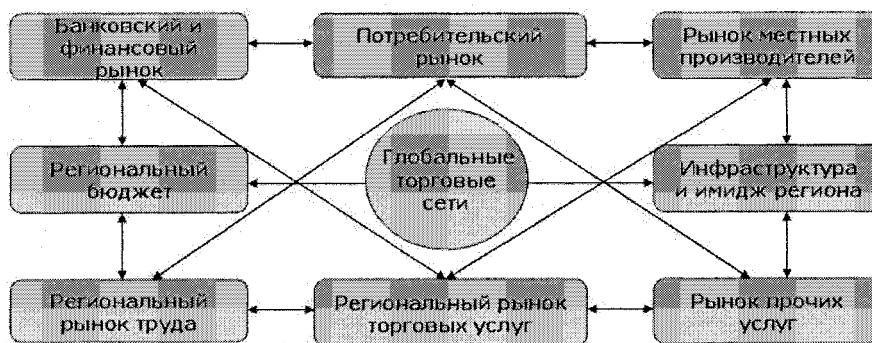 Банковский и
финансовый
рынок
Потребительский
рынок
Рынок местных
производителей
Региональный
бюджет
Глобальные
торговые
сети
Инфраструктура
и имидж региона
Региональный
рынок труда
Региональный рынок
торговых услуг
Рынок прочих
услуг